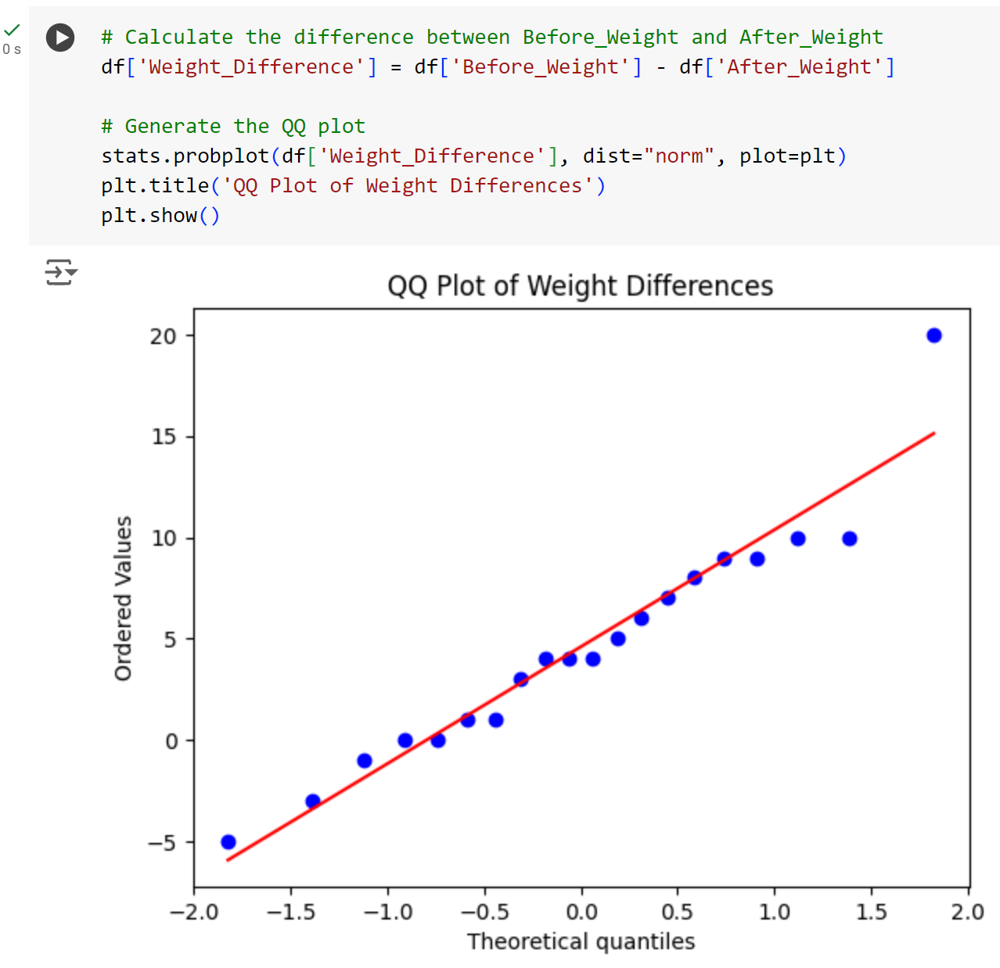 # Calculate the difference between Before_Weight and After_Weight
0 s
df['Weight_Difference'] = df['Before_Weight'] - df['After_Weight']
# Generate the QQ plot
stats.probplot(df['Weight_Difference'], dist="norm", plot=plt)
plt.title('QQ Plot of Weight Differences')
plt.show()
QQ Plot of Weight Differences
20
15
10
5
0
−5
Ordered Values
−2.0 −1.5 −1.0 −0.5 0.0 0.5 1.0 1.5 2.0
Theoretical quantiles